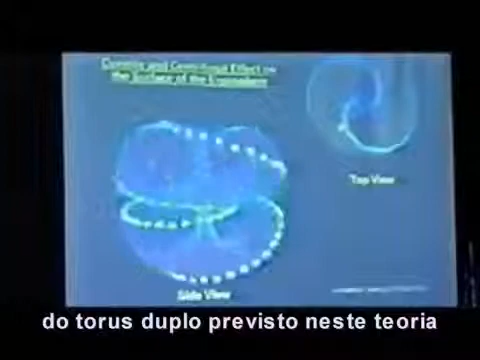 Coriolis and Centrifugal Effect on
the Surface of the
Top View
Side View
do torus duplo previsto neste teoria